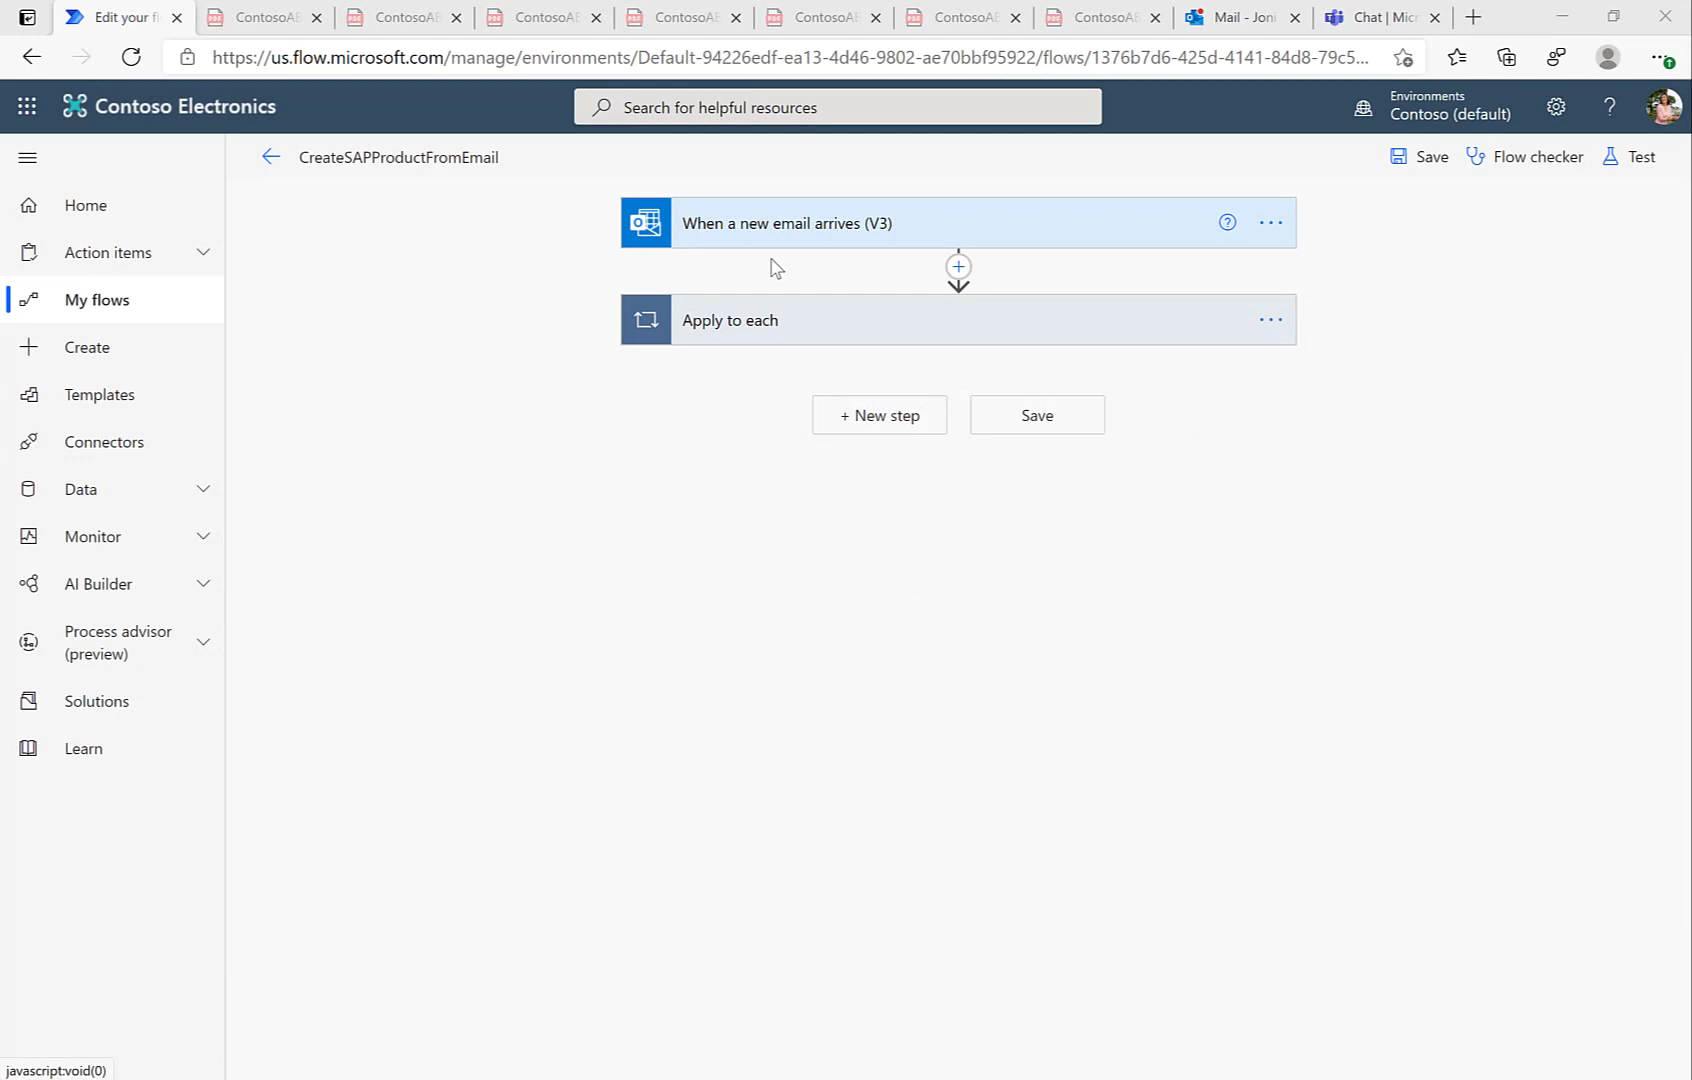 Edit your fl
ContosoAE
ContosoAE
ContosoAE
ContosoAE
ContosoAE
ContosoAE
ContosoAE
Mail - Joni
Chat | Micr
https://us.flow.microsoft.com/manage/environments/Default-94226edf-ea13-4d46-9802-ae70bbf95922/flows/1376b7d6-425d-4141-84d8-79c5...
Contoso Electronics
Search for helpful resources
Environments
Contoso (default)
CreateSAPProductFromEmail
Save
Flow checker
Test
Home
Action items
My flows
Create
Templates
Connectors
Data
Monitor
AI Builder
Process advisor
(preview)
Solutions
Learn
When a new email arrives (V3)
Apply to each
+ New step
Save
javascript:void(0)